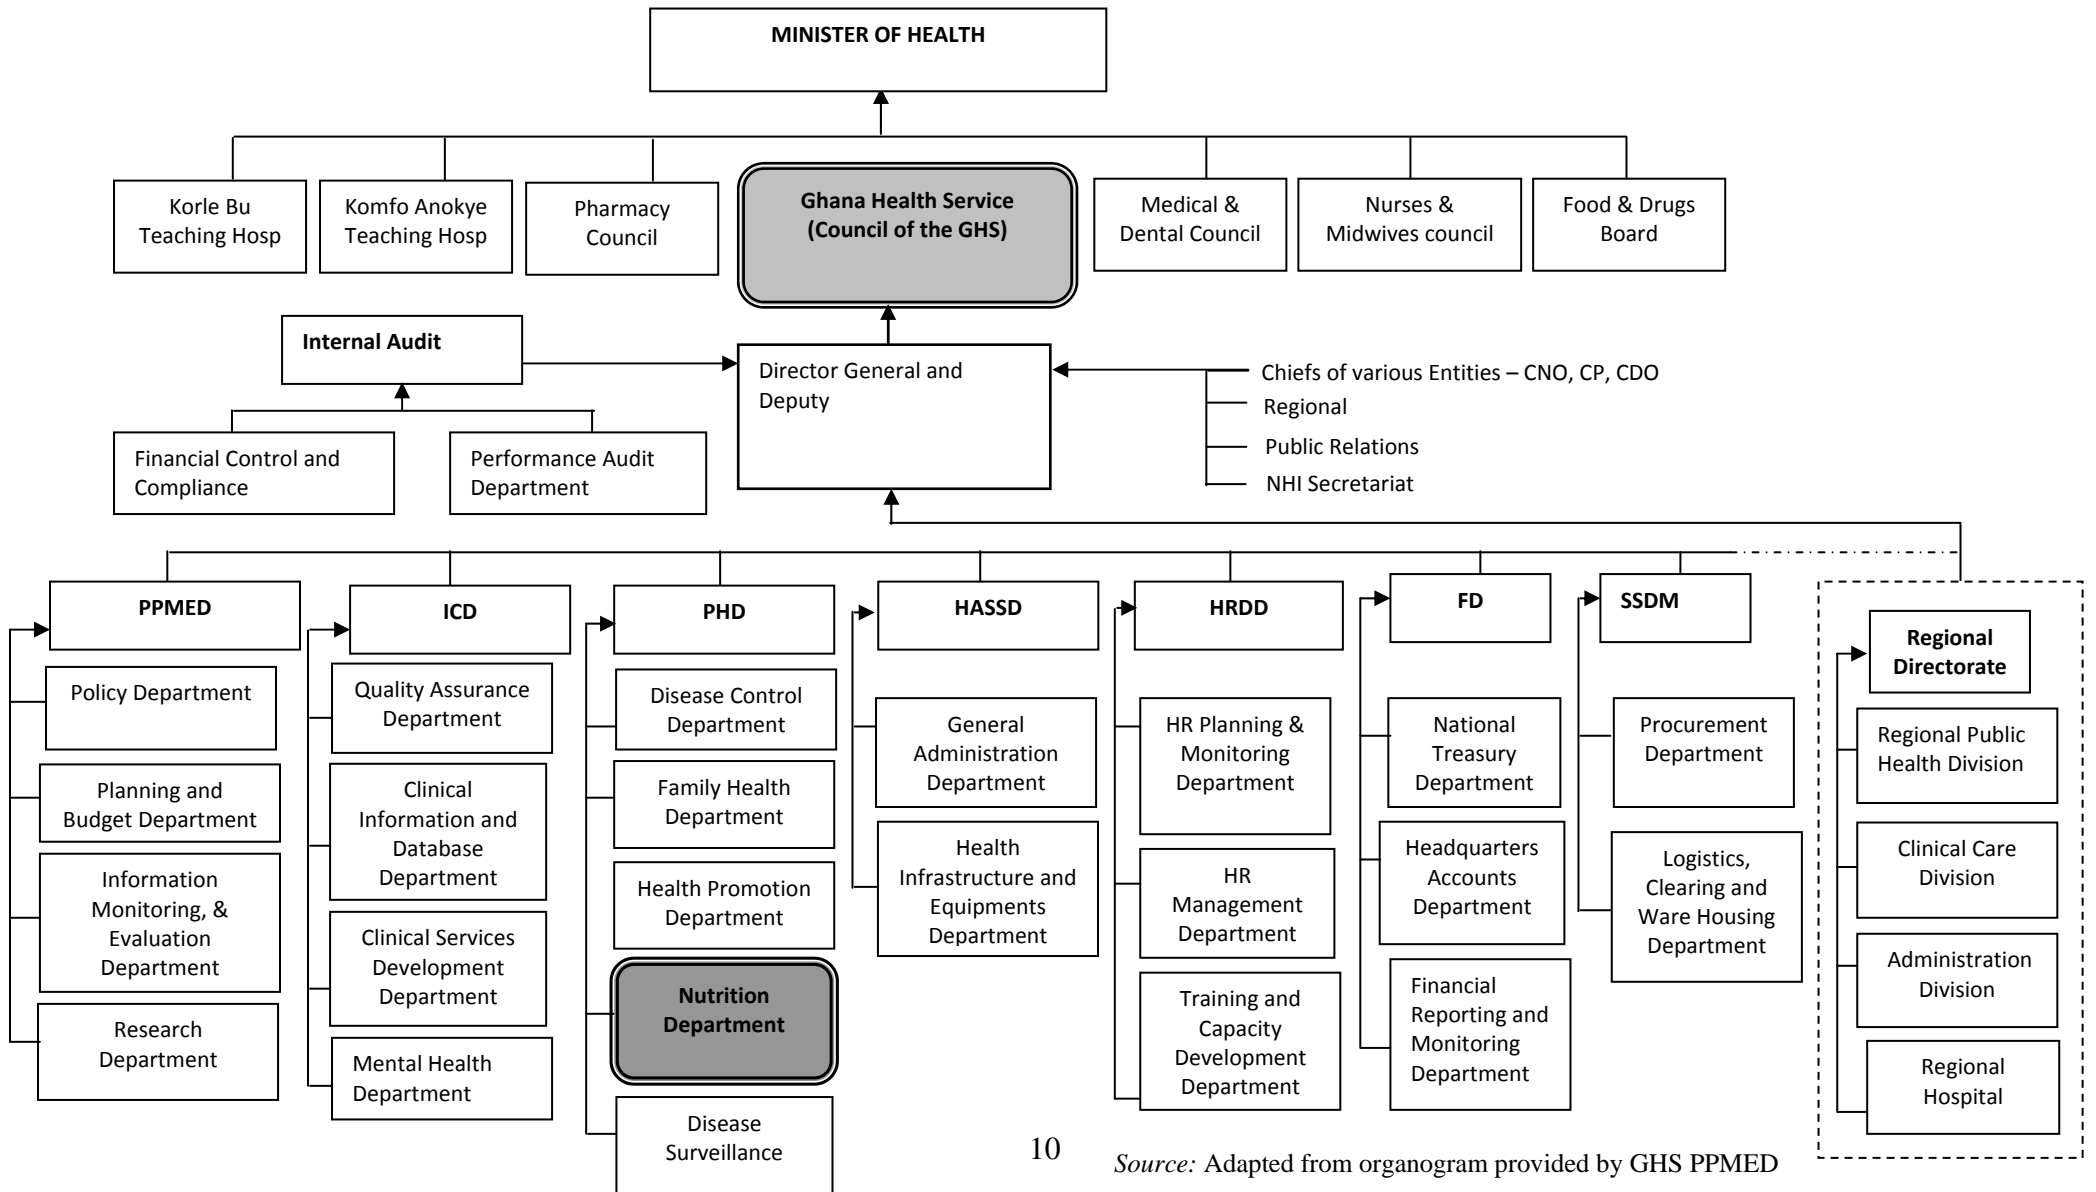 MINISTER OF HEALTH
Korle Bu
Teaching Hosp
Komfo Anokye
Teaching Hosp
Pharmacy
Council
Ghana Health Service
(Council of the GHS)
Medical &
Dental Council
Nurses &
Midwives council
Food & Drugs
Board
Internal Audit
Director General and
Deputy
Chiefs of various Entities – CNO, CP, CDO
Regional
Public Relations
NHI Secretariat
Financial Control and
Compliance
Performance Audit
Department
PPMED
Policy Department
Planning and
Budget Department
Information
Monitoring, &
Evaluation
Department
Research
Department
ICD
Quality Assurance
Department
Clinical
Information and
Database
Department
Clinical Services
Development
Department
Mental Health
Department
PHD
Disease Control
Department
Family Health
Department
Health Promotion
Department
Nutrition
Department
Disease
Surveillance
HASSD
General
Administration
Department
Health
Infrastructure and
Equipments
Department
HRDD
HR Planning &
Monitoring
Department
HR
Management
Department
Training and
Capacity
Development
Department
FD
National
Treasury
Department
Headquarters
Accounts
Department
Financial
Reporting and
Monitoring
Department
SSDM
Procurement
Department
Logistics,
Clearing and
Ware Housing
Department
Regional
Directorate
Regional Public
Health Division
Clinical Care
Division
Administration
Division
Regional
Hospital
10
Source: Adapted from organogram provided by GHS PPMED